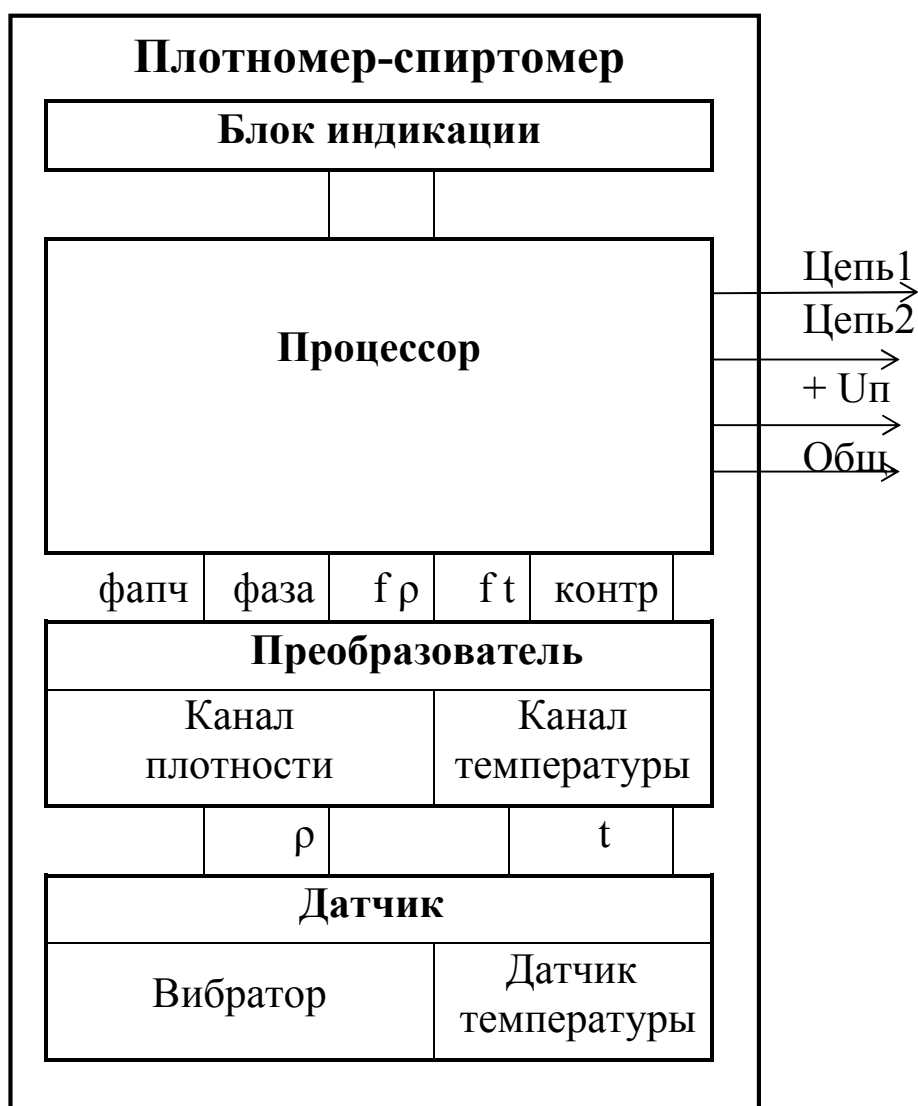 Плотномер-спиртомер
Блок индикации
Процессор
Цепь1
Цепь2
+ Uп
Общ
фапч фаза f ρ f t контр
Преобразователь
Канал
плотности
Канал
температуры
ρ t
Датчик
Вибратор
Датчик
температуры